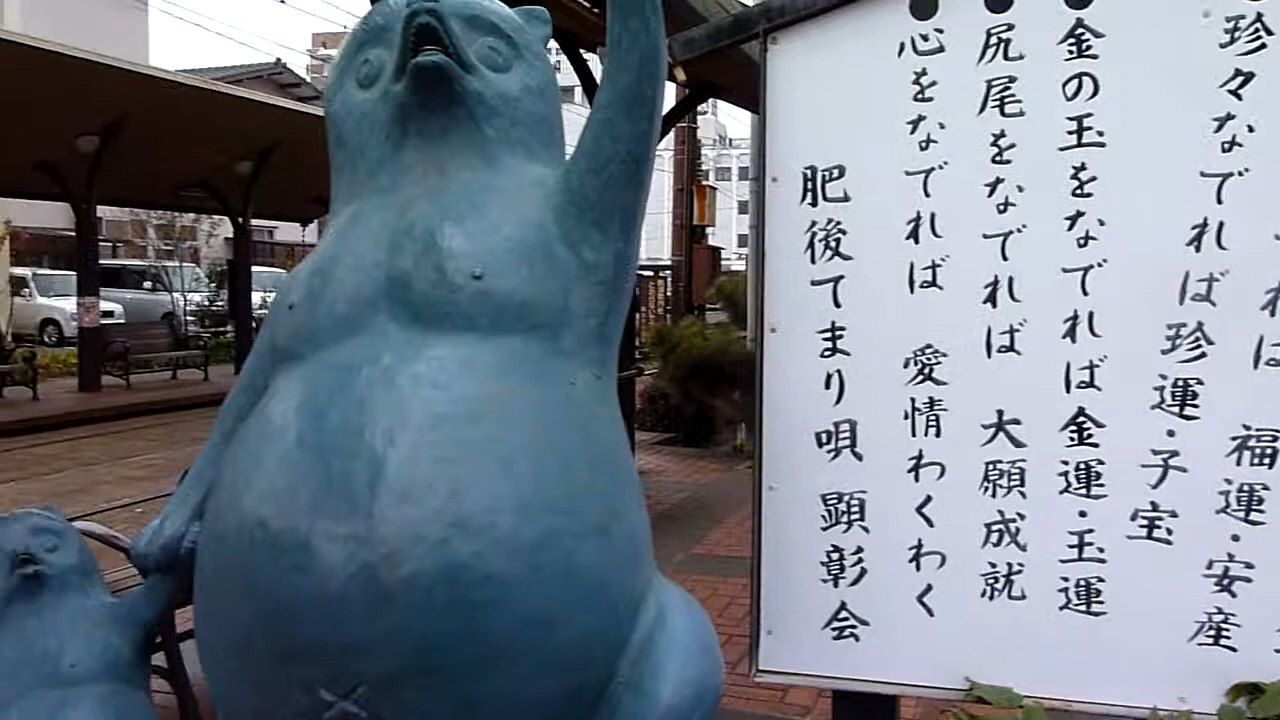 珍々なでれば珍運・子宝
●金の玉をなでれば金運・玉運
●尻尾をなでれば 大願成就
●心をなでれば 愛情わくわく
肥後てまり唄 顕彰会
れば 福運・安産